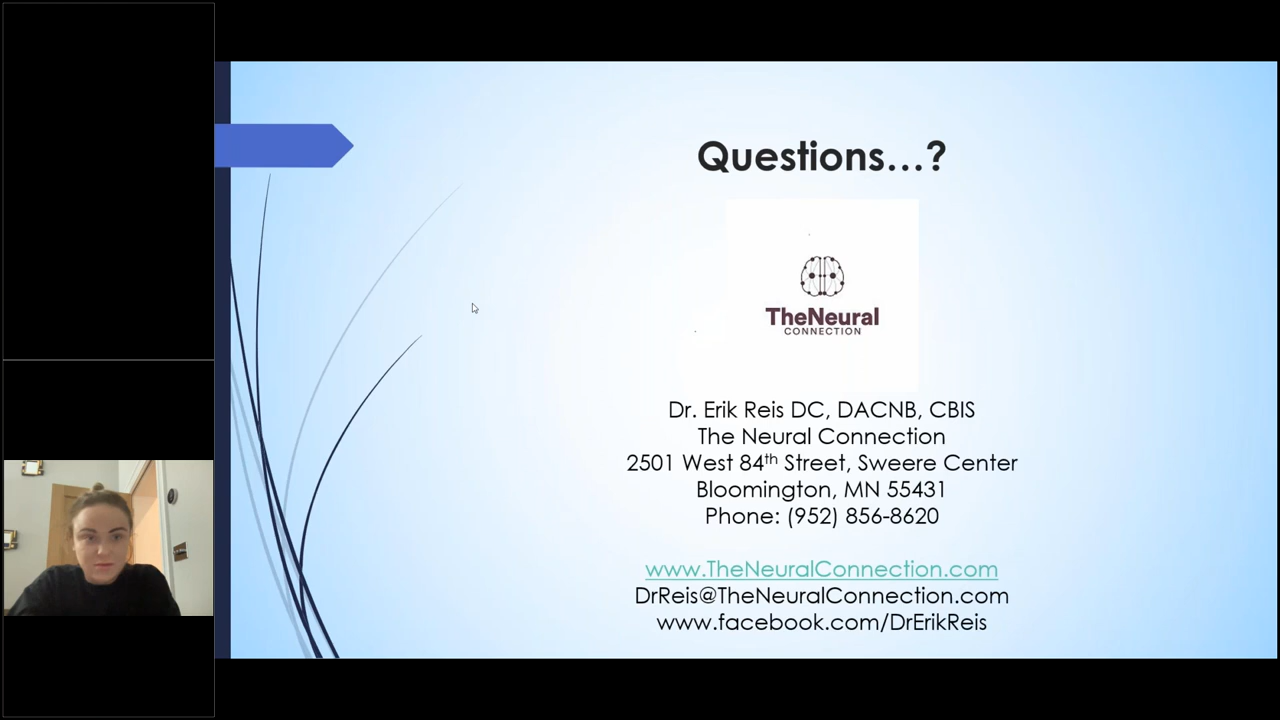 Questions...?
TheNeural
CONNECTION
Dr. Erik Reis DC, DACNB, CBIS
The Neural Connection
2501 West 84th Street, Sweere Center
Bloomington, MN 55431
Phone: (952) 856-8620
www.TheNeuralConnection.com
DrReis@TheNeuralConnection.com
www.facebook.com/DrErikReis